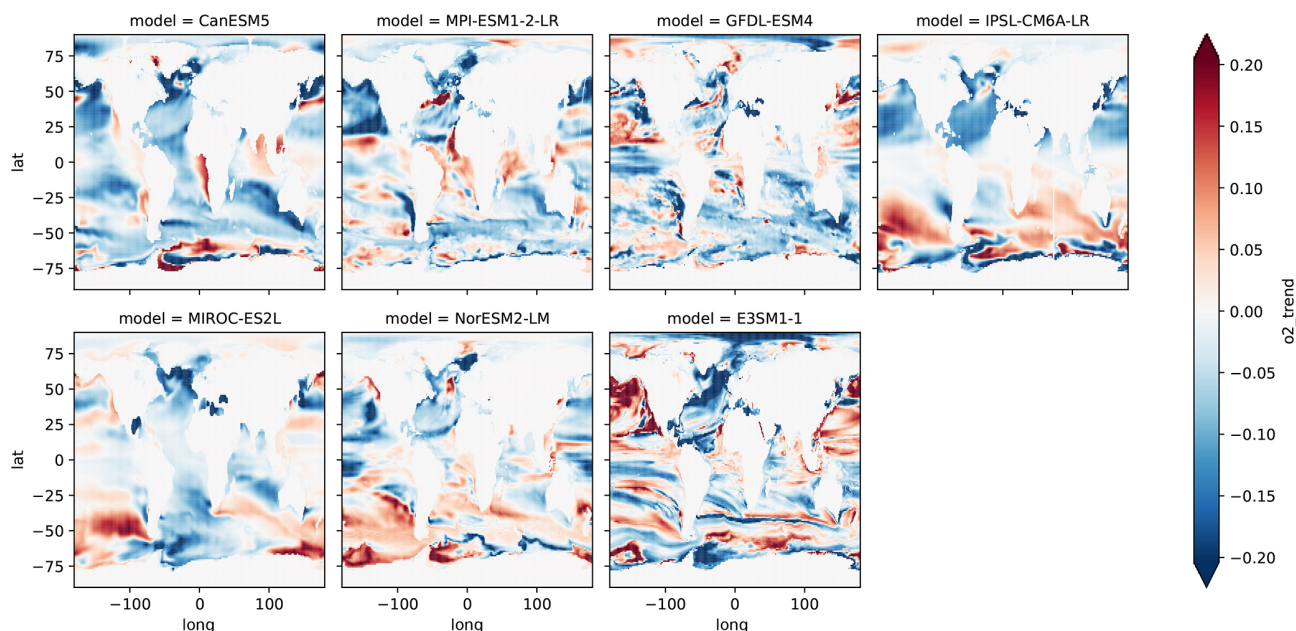 model = CanESM5
model = MPI-ESM1-2-LR
model = GFDL-ESM4
model = IPSL-CM6A-LR
75
50
25
0
−25
−50
−75
lat
model = MIROC-ES2L
model = NorESM2-LM
model = E3SM1-1
75
50
25
0
−25
−50
−75
lat
−100
0
100
long
−100
0
100
long
−100
0
100
long
0.20
0.15
0.10
0.05
0.00
−0.05
−0.10
−0.15
−0.20
o2_trend